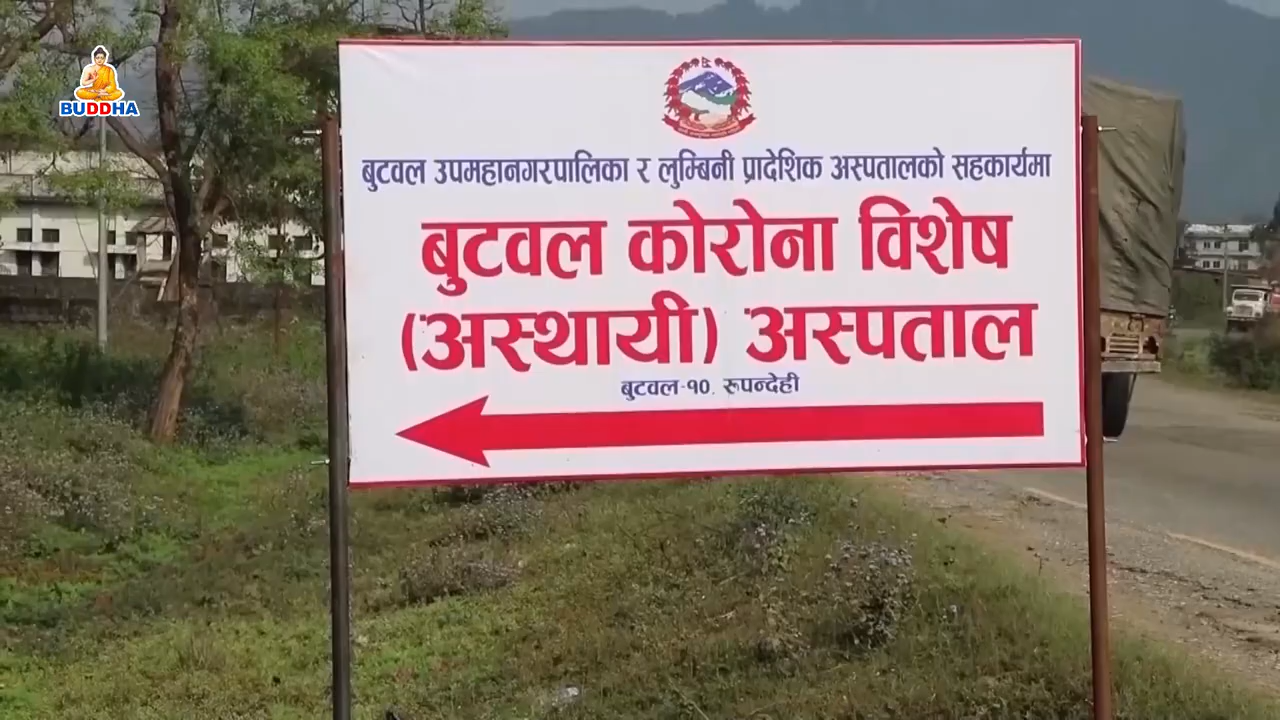 BUDDHA
बुटवल उपमहानगरपालिका र लुम्बिनी प्रादेशिक अस्पतालको सहकार्यमा
बुटवल कोरोना विशेष
(अस्थायी) अस्पताल
बुटवल-१०, रुपन्देही